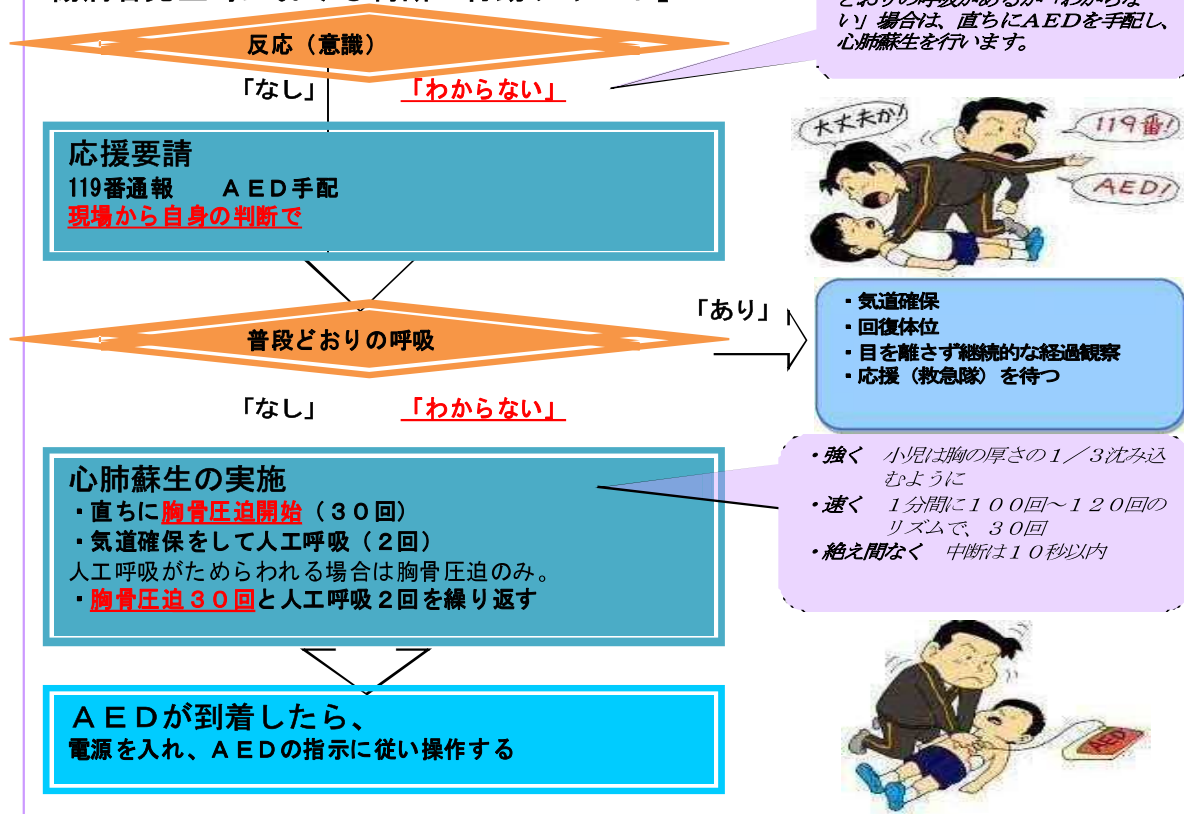 反応（意識）
「なし」　「わからない」
い」場合は、直ちにＡＥＤを手配し、
心肺蘇生を行います。
応援要請
119番通報　　ＡＥＤ手配
現場から自身の判断で
大丈夫か!
119番!
AED!
普段どおりの呼吸
「あり」
・気道確保
・回復体位
・目を離さず継続的な経過観察
・応援（救急隊）を待つ
「なし」　「わからない」
心肺蘇生の実施
・直ちに胸骨圧迫開始（３０回）
・気道確保をして人工呼吸（２回）
人工呼吸がためらわれる場合は胸骨圧迫のみ。
・胸骨圧迫３０回と人工呼吸２回を繰り返す
・強く　小児は胸の厚さの１／３沈み込
むように
・速く　１分間に１００回～１２０回の
リズムで、３０回
・絶え間なく　中断は１０秒以内
ＡＥＤが到着したら、
電源を入れ、ＡＥＤの指示に従い操作する
AED